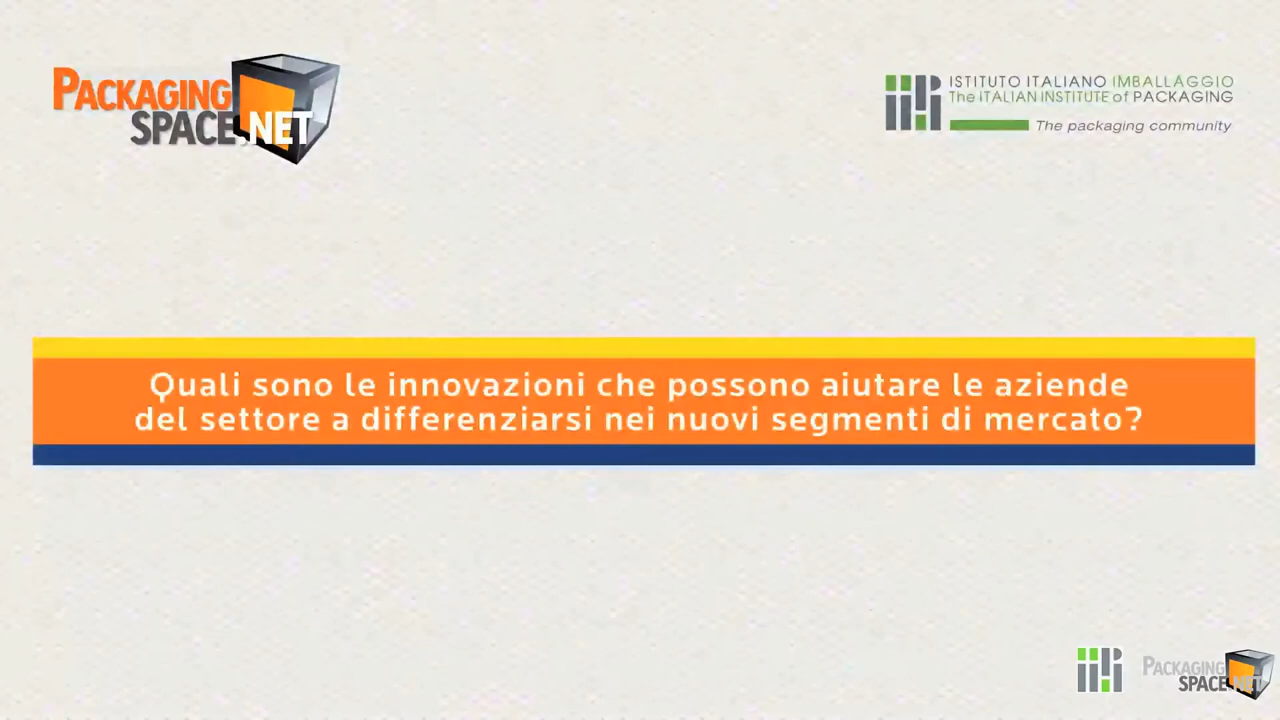 PACKAGING
SPACE.NET
ISTITUTO ITALIANO IMBALLAGGIO
The ITALIAN INSTITUTE of PACKAGING
The packaging community
Quali sono le innovazioni che possono aiutare le aziende
del settore a differenziarsi nei nuovi segmenti di mercato?
PACKAGING
SPACE.NET